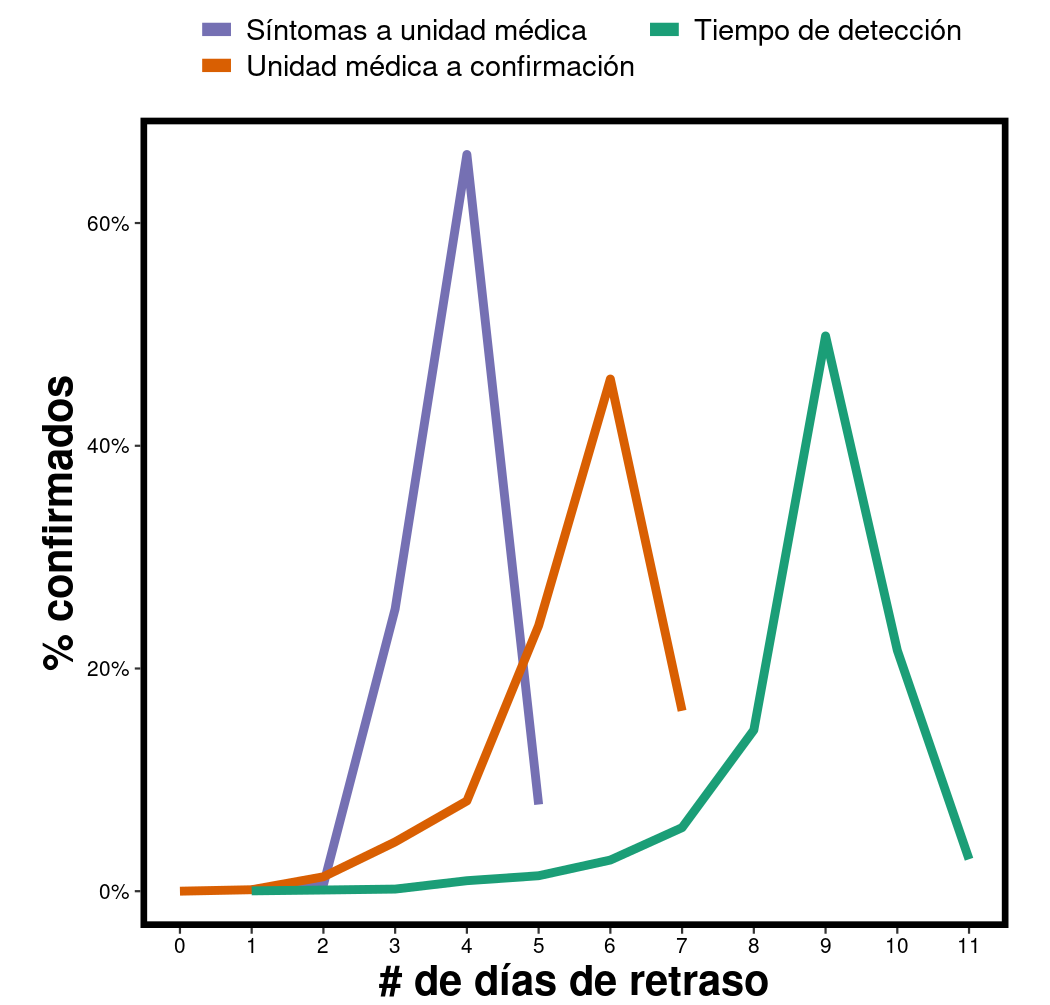 Síntomas a unidad médica
Tiempo de detección
Unidad médica a confirmación
% confirmados
60%
40%
20%
0%
0 1 2 3 4 5 6 7 8 9 10 11
# de días de retraso